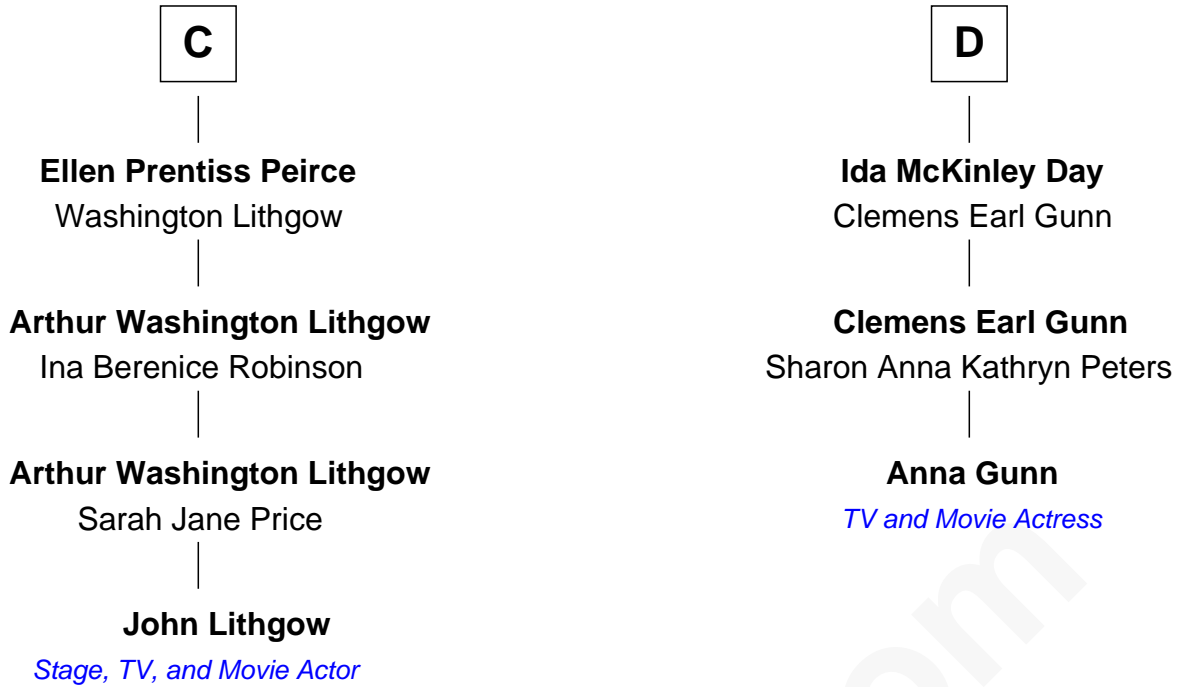 C
Ellen Prentiss Peirce
Washington Lithgow
Arthur Washington Lithgow
Ina Berenice Robinson
Arthur Washington Lithgow
Sarah Jane Price
John Lithgow
Stage, TV, and Movie Actor
D
Ida McKinley Day
Clemens Earl Gunn
Clemens Earl Gunn
Sharon Anna Kathryn Peters
Anna Gunn
TV and Movie Actress
om